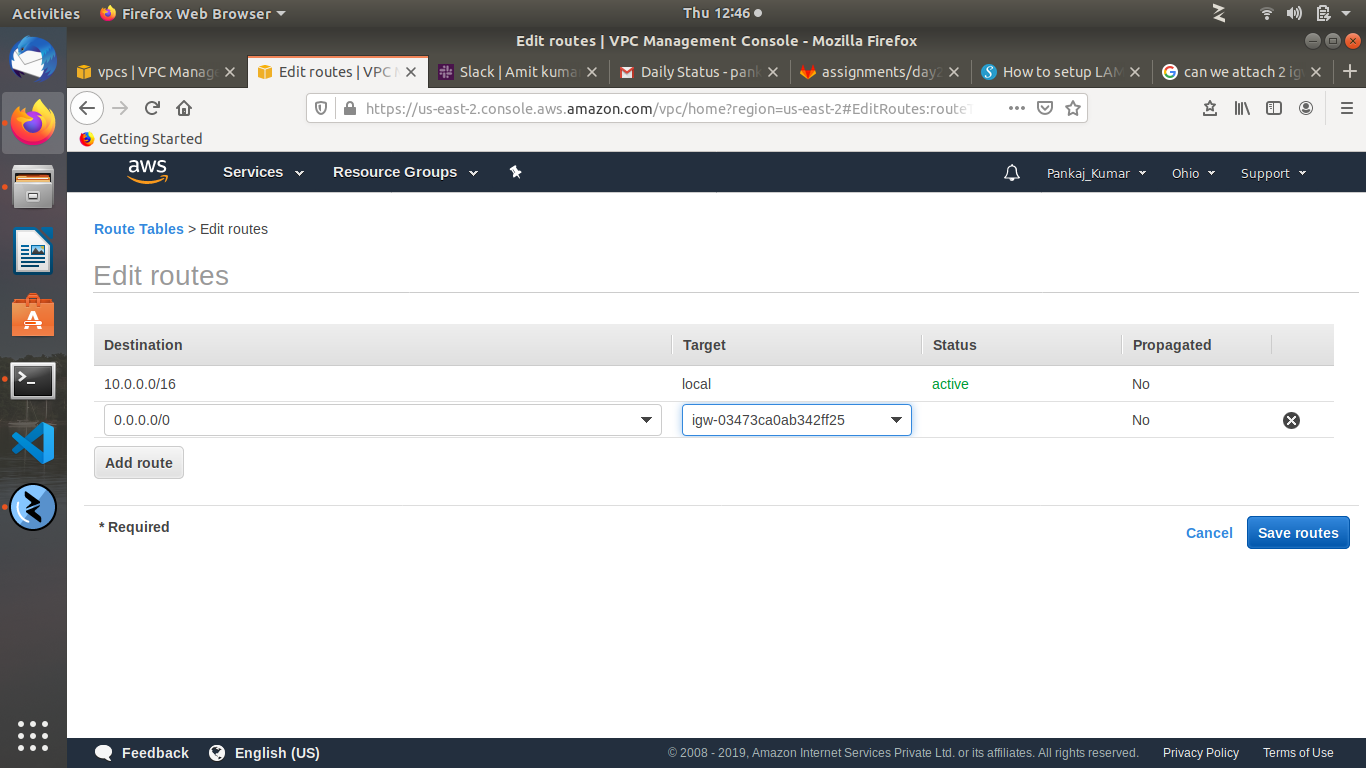 Activities Firefox Web Browser Thu 12:46
Edit routes | VPC Management Console - Mozilla Firefox
vpcs | VPC Manage Edit routes | VPC M Slack | Amit kuma Daily Status - pank assignments/day2 How to setup LAM can we attach 2 ig
https://us-east-2.console.aws.amazon.com/vpc/home?region=us-east-2#EditRoutes:route
Getting Started
aws Services Resource Groups Pankaj_Kumar Ohio Support
Route Tables > Edit routes
Edit routes
Destination Target Status Propagated
10.0.0.0/16 local active No
0.0.0.0/0 igw-03473ca0ab342ff25 No
Add route
* Required
Cancel Save routes
Feedback English (US) © 2008 - 2019, Amazon Internet Services Private Ltd. or its affiliates. All rights reserved. Privacy Policy Terms of Use